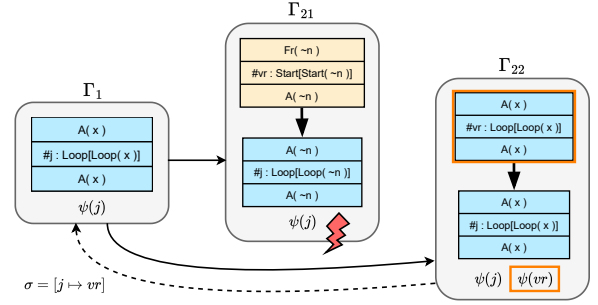 Γ₁
A( x )
#j : Loop[Loop( x )]
A( x )
ψ(j)
Γ₂₁
Fr( ~n )
#vr : Start[Start( ~n )]
A( ~n )
A( ~n )
#j : Loop[Loop( ~n )]
A( ~n )
ψ(j)
Γ₂₂
A( x )
#vr : Loop[Loop( x )]
A( x )
A( x )
#j : Loop[Loop( x )]
A( x )
ψ(j) ψ(vr)
σ = [j ↦ vr]